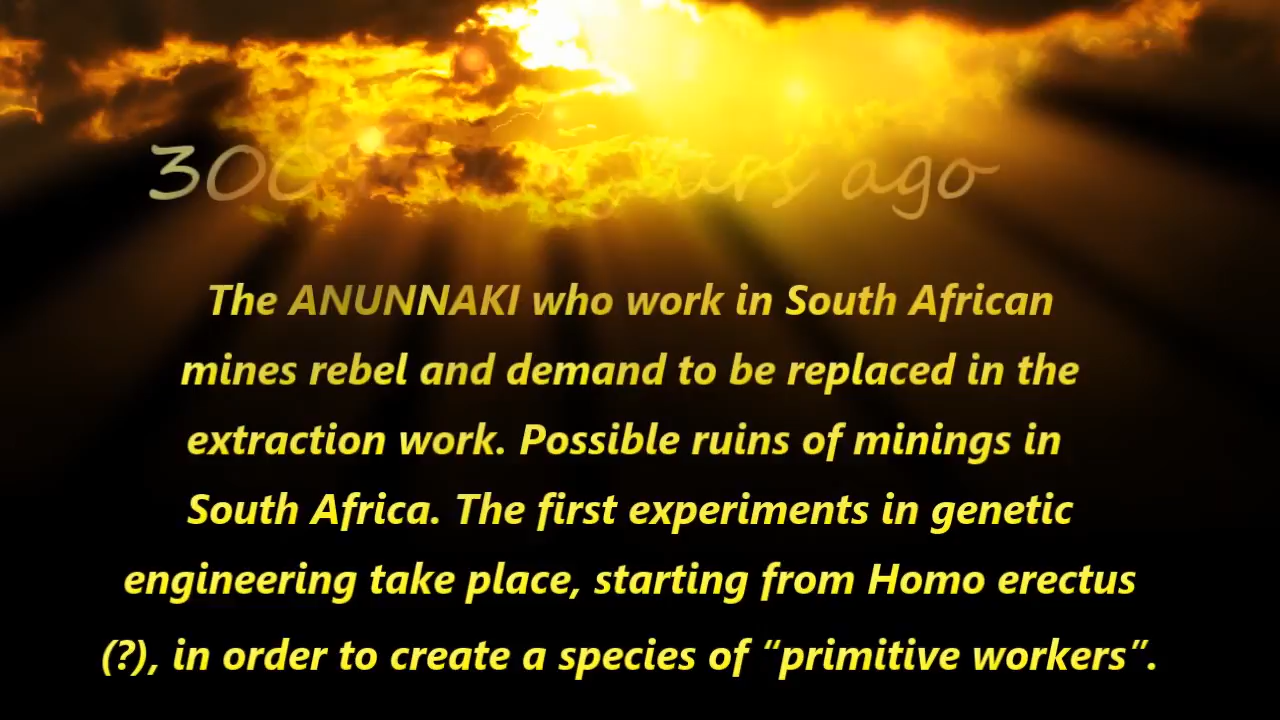 300 ago
The ANUNNAKI who work in South African
mines rebel and demand to be replaced in the
extraction work. Possible ruins of minings in
South Africa. The first experiments in genetic
engineering take place, starting from Homo erectus
(?), in order to create a species of “primitive workers”.